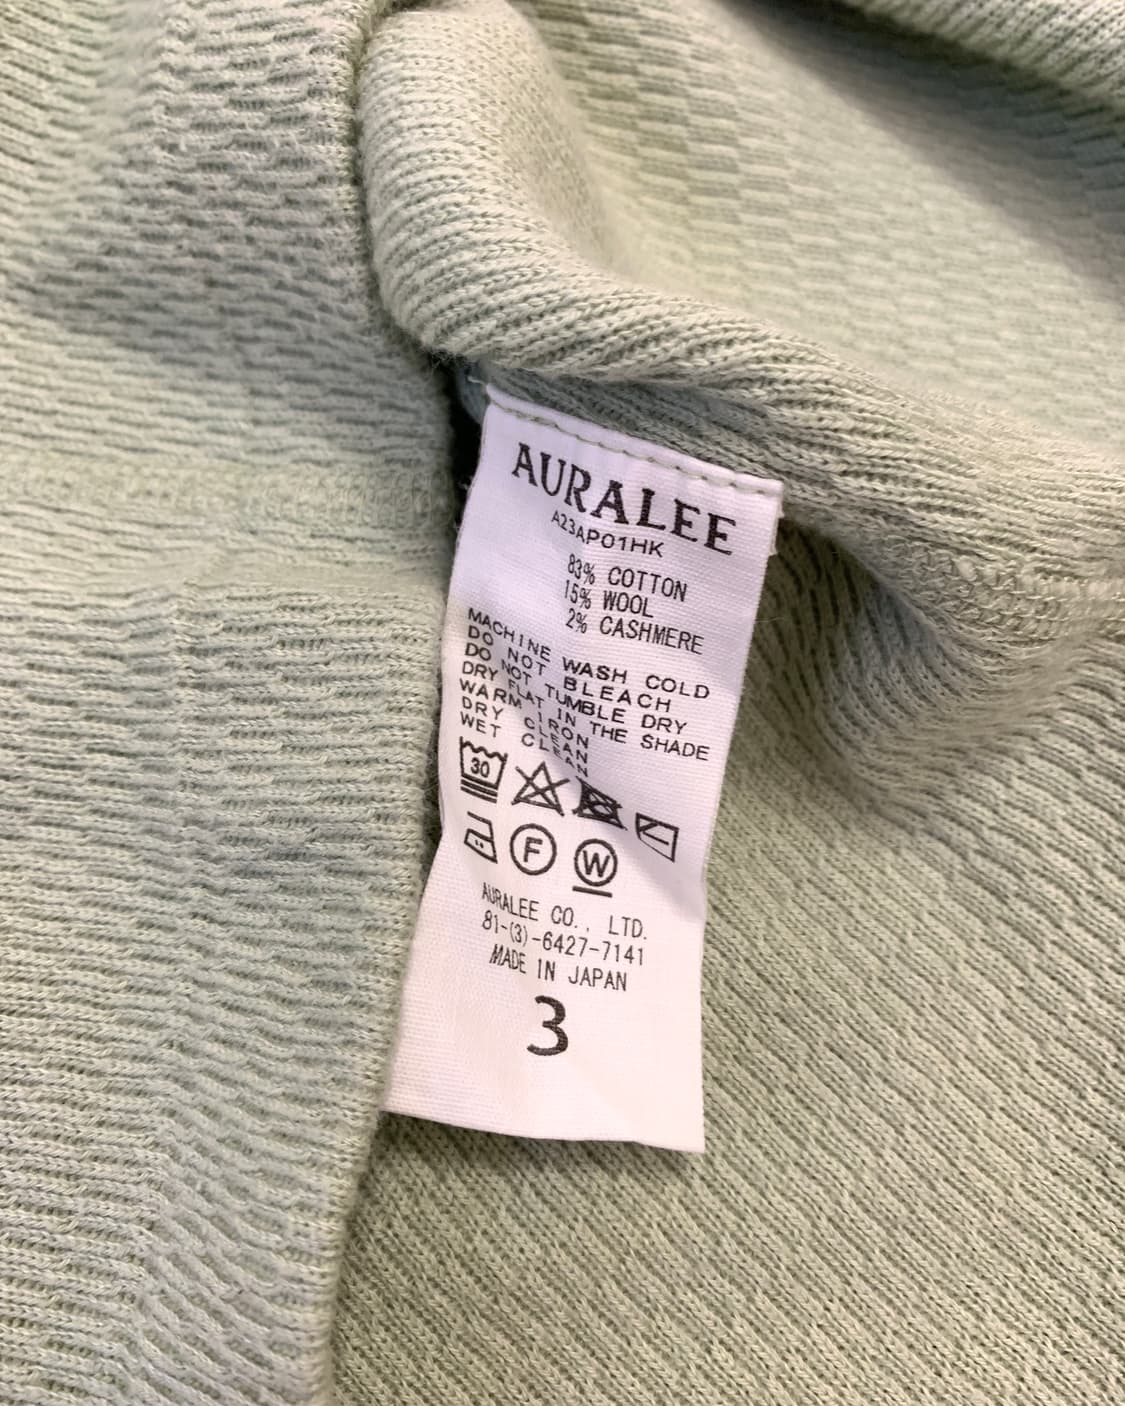 AURALEE
A23AP01HK
83% COTTON
15% WOOL
2% CASHMERE
MACHINE WASH COLD
DO NOT BLEACH
DO NOT TUMBLE DRY
DRY FLAT IN THE SHADE
WARM IRON
DRY CLEAN
WET CLEAN
30
F W
AURALEE CO., LTD.
81-(3)-6427-7141
MADE IN JAPAN
3